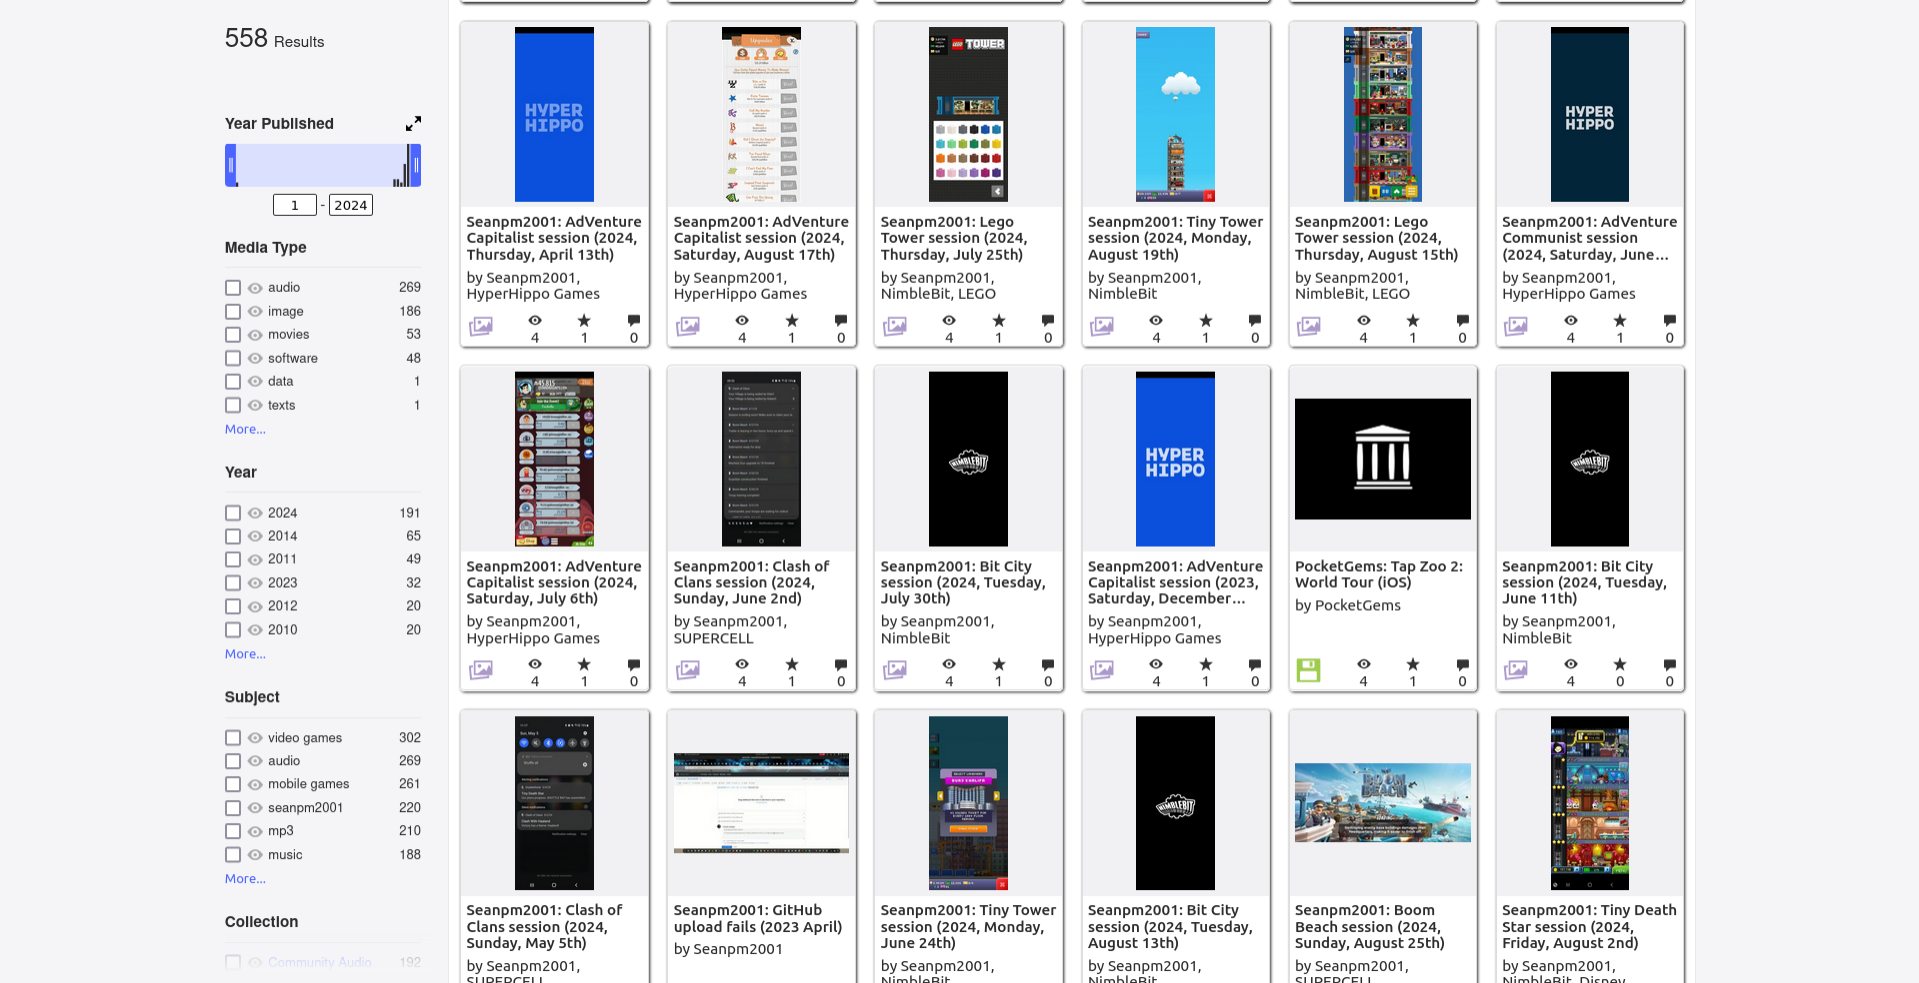 558 Results
Year Published
1 - 2024
Media Type
audio 269
image 186
movies 53
software 48
data 1
texts 1
More...
Year
2024 191
2014 65
2011 49
2023 32
2012 20
2010 20
More...
Subject
video games 302
audio 269
mobile games 261
seanpm2001 220
mp3 210
music 188
More...
Collection
Community Audio 192
HYPER
HIPPO
Seanpm2001: AdVenture
Capitalist session (2024,
Thursday, April 13th)
by Seanpm2001,
HyperHippo Games
4 1 0
Upgrades
Seanpm2001: AdVenture
Capitalist session (2024,
Saturday, August 17th)
by Seanpm2001,
HyperHippo Games
4 1 0
LEGO TOWER
Seanpm2001: Lego
Tower session (2024,
Thursday, July 25th)
by Seanpm2001,
NimbleBit, LEGO
4 1 0
Seanpm2001: Tiny Tower
session (2024, Monday,
August 19th)
by Seanpm2001,
NimbleBit
4 1 0
Seanpm2001: Lego
Tower session (2024,
Thursday, August 15th)
by Seanpm2001,
NimbleBit, LEGO
4 1 0
HYPER
HIPPO
Seanpm2001: AdVenture
Communist session
(2024, Saturday, June...
by Seanpm2001,
HyperHippo Games
4 1 0
Seanpm2001: AdVenture
Capitalist session (2024,
Saturday, July 6th)
by Seanpm2001,
HyperHippo Games
4 1 0
Seanpm2001: Clash of
Clans session (2024,
Sunday, June 2nd)
by Seanpm2001,
SUPERCELL
4 1 0
NIMBLEBIT
Seanpm2001: Bit City
session (2024, Tuesday,
July 30th)
by Seanpm2001,
NimbleBit
4 1 0
HYPER
HIPPO
Seanpm2001: AdVenture
Capitalist session (2023,
Saturday, December...
by Seanpm2001,
HyperHippo Games
4 1 0
PocketGems: Tap Zoo 2:
World Tour (iOS)
by PocketGems
4 1 0
NIMBLEBIT
Seanpm2001: Bit City
session (2024, Tuesday,
June 11th)
by Seanpm2001,
NimbleBit
4 0 0
Seanpm2001: Clash of
Clans session (2024,
Sunday, May 5th)
by Seanpm2001,
SUPERCELL
Seanpm2001: GitHub
upload fails (2023 April)
by Seanpm2001
Seanpm2001: Tiny Tower
session (2024, Monday,
June 24th)
by Seanpm2001,
NimbleBit
NIMBLEBIT
Seanpm2001: Bit City
session (2024, Tuesday,
August 13th)
by Seanpm2001,
NimbleBit
BOOM
BEACH
Seanpm2001: Boom
Beach session (2024,
Sunday, August 25th)
by Seanpm2001,
SUPERCELL
Seanpm2001: Tiny Death
Star session (2024,
Friday, August 2nd)
by Seanpm2001,
NimbleBit, Disney